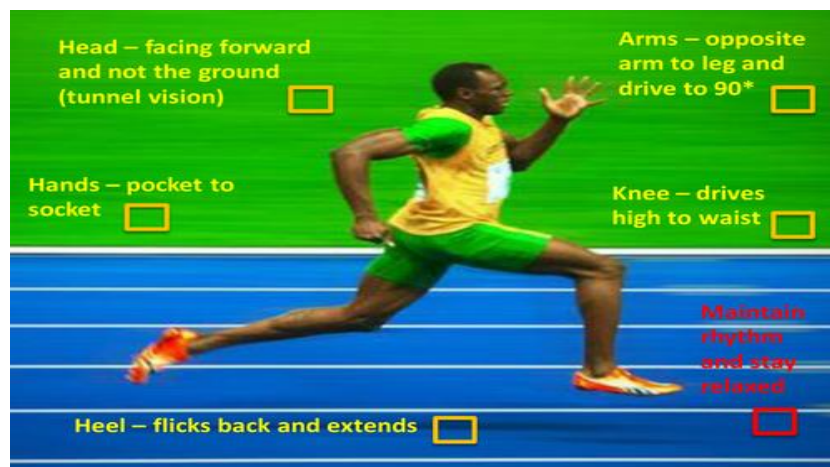 Head – facing forward
and not the ground
(tunnel vision)
Arms – opposite
arm to leg and
drive to 90*
Hands – pocket to
socket
Knee – drives
high to waist
Maintain
rhythm
and stay
relaxed
Heel – flicks back and extends